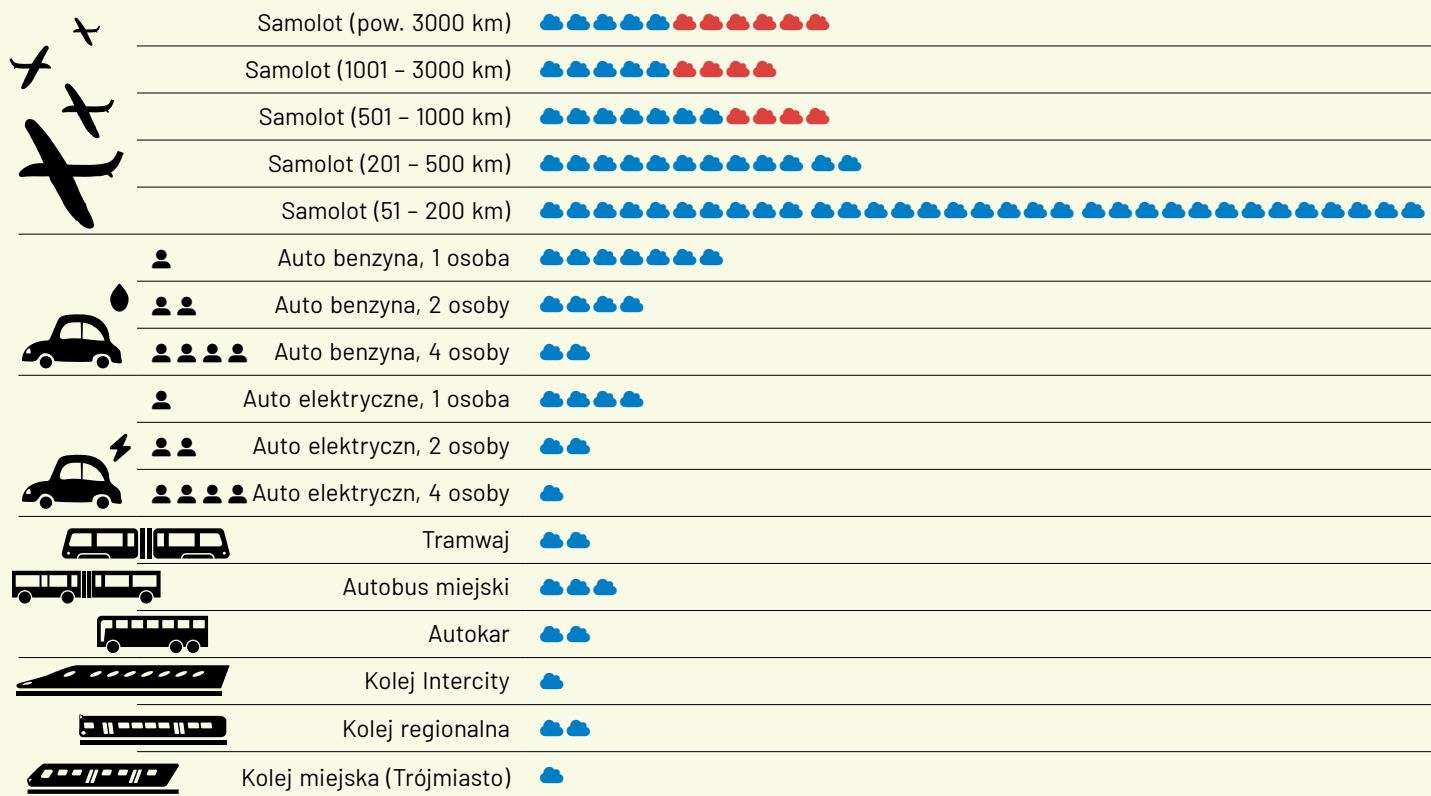 Samolot (pow. 3000 km)
Samolot (1001 – 3000 km)
Samolot (501 – 1000 km)
Samolot (201 – 500 km)
Samolot (51 – 200 km)
Auto benzyna, 1 osoba
Auto benzyna, 2 osoby
Auto benzyna, 4 osoby
Auto elektryczne, 1 osoba
Auto elektryczn, 2 osoby
Auto elektryczn, 4 osoby
Tramwaj
Autobus miejski
Autokar
Kolej Intercity
Kolej regionalna
Kolej miejska (Trójmiasto)